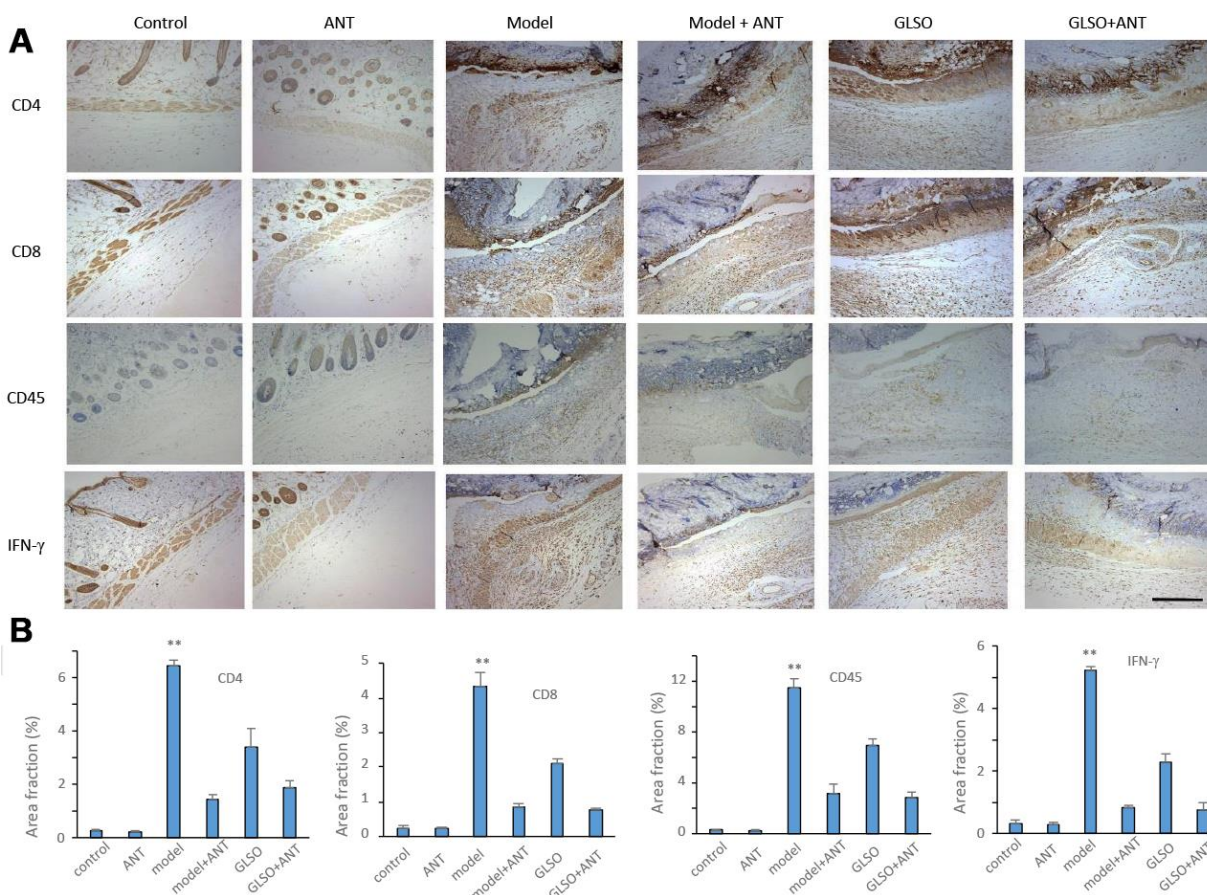 Control ANT Model Model + ANT GLSO GLSO+ANT
A
CD4
CD8
CD45
IFN-γ
B
Area fraction (%)
6
4
2
0
**
CD4
control ANT model model+ANT GLSO GLSO+ANT
Area fraction (%)
5
4
3
2
1
0
**
CD8
control ANT model model+ANT GLSO GLSO+ANT
Area fraction (%)
12
8
4
0
**
CD45
control ANT model model+ANT GLSO GLSO+ANT
Area fraction (%)
6
4
2
0
**
IFN-γ
control ANT model model+ANT GLSO GLSO+ANT